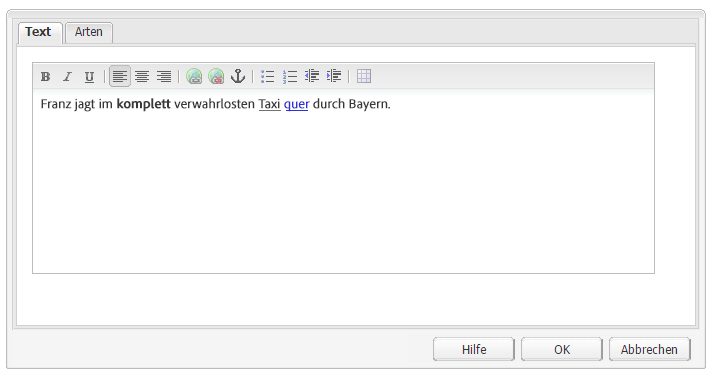 Text Arten
B I U
Franz jagt im komplett verwahrlosten Taxi quer durch Bayern.
Hilfe OK Abbrechen